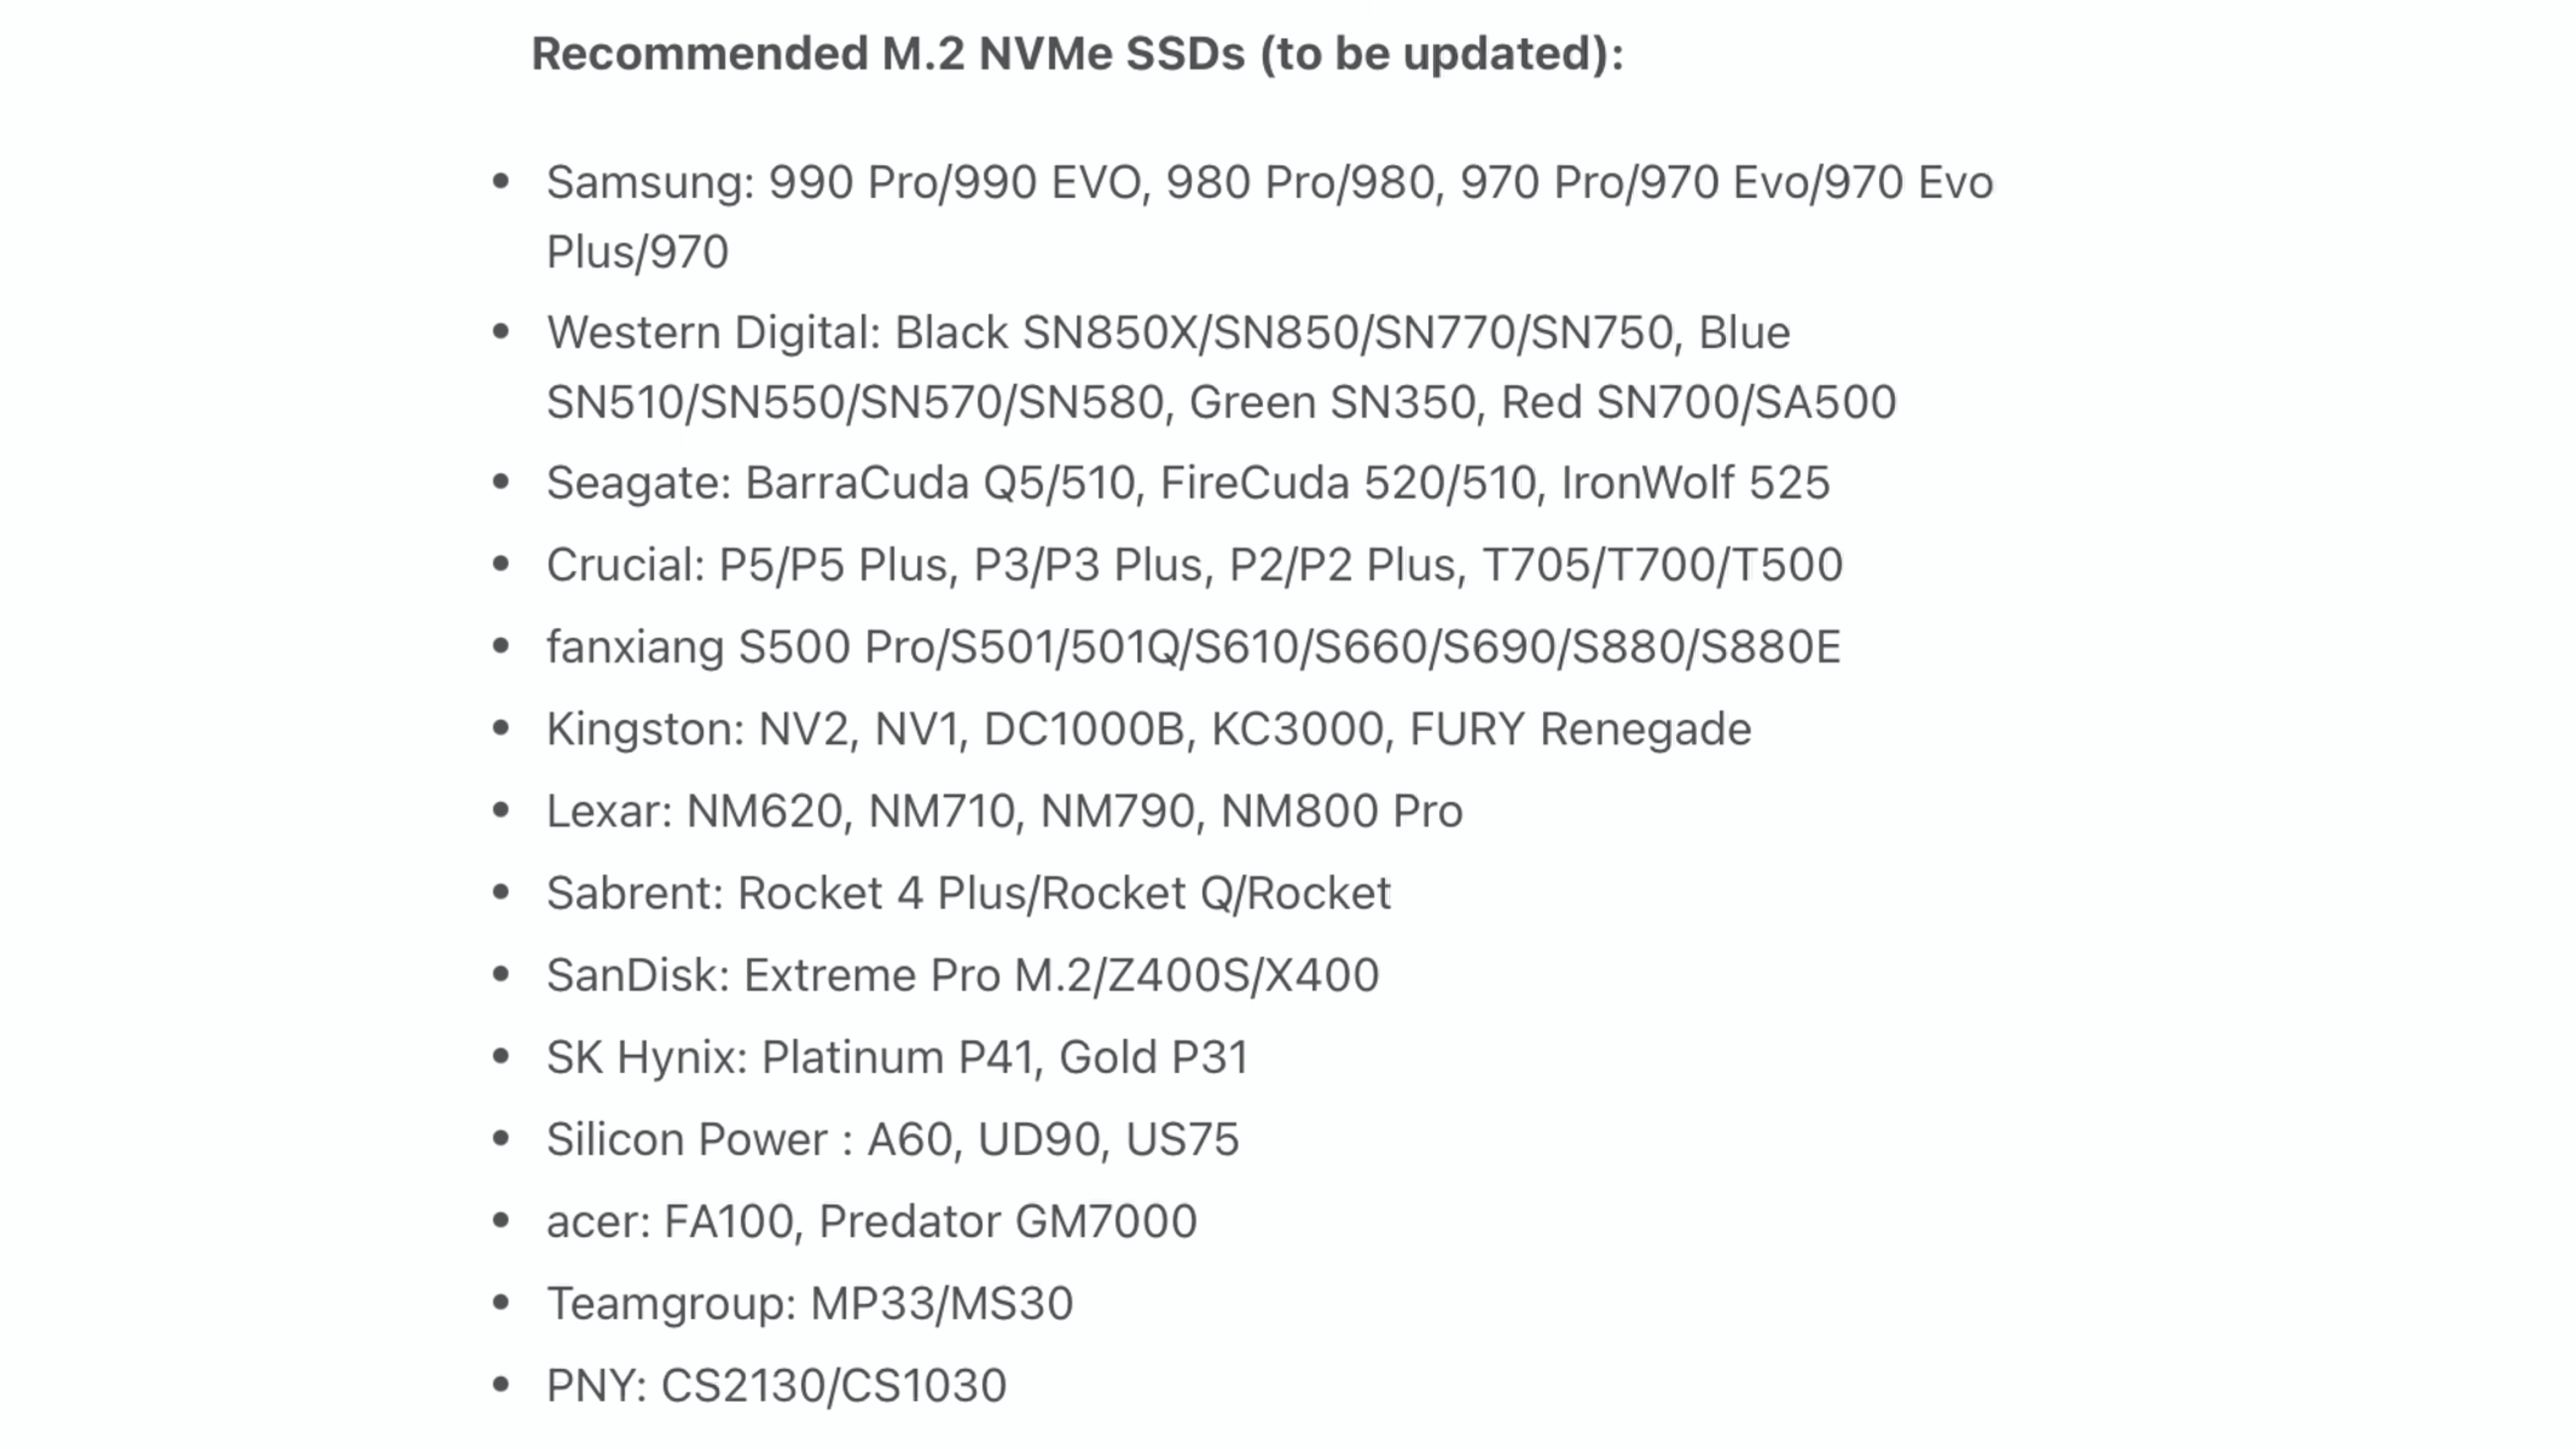 Recommended M.2 NVMe SSDs (to be updated):
• Samsung: 990 Pro/990 EVO, 980 Pro/980, 970 Pro/970 Evo/970 Evo
Plus/970
• Western Digital: Black SN850X/SN850/SN770/SN750, Blue
SN510/SN550/SN570/SN580, Green SN350, Red SN700/SA500
• Seagate: BarraCuda Q5/510, FireCuda 520/510, IronWolf 525
• Crucial: P5/P5 Plus, P3/P3 Plus, P2/P2 Plus, T705/T700/T500
• fanxiang S500 Pro/S501/501Q/S610/S660/S690/S880/S880E
• Kingston: NV2, NV1, DC1000B, KC3000, FURY Renegade
• Lexar: NM620, NM710, NM790, NM800 Pro
• Sabrent: Rocket 4 Plus/Rocket Q/Rocket
• SanDisk: Extreme Pro M.2/Z400S/X400
• SK Hynix: Platinum P41, Gold P31
• Silicon Power : A60, UD90, US75
• acer: FA100, Predator GM7000
• Teamgroup: MP33/MS30
• PNY: CS2130/CS1030